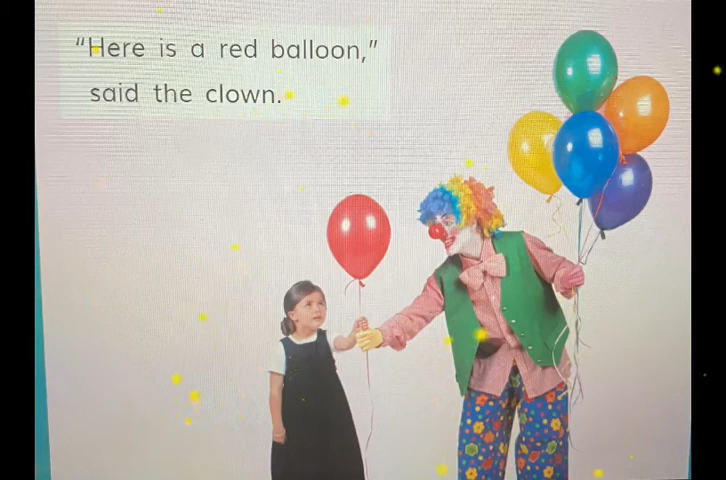 “Here is a red balloon,”
said the clown.